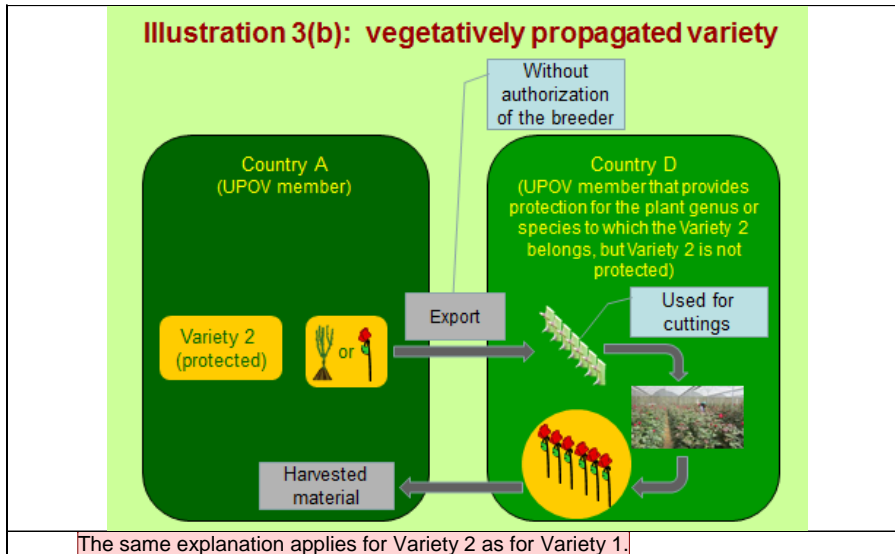 Illustration 3(b): vegetatively propagated variety
Without
authorization
of the breeder
Country A
(UPOV member)
Country D
(UPOV member that provides
protection for the plant genus or
species to which the Variety 2
belongs, but Variety 2 is not
protected)
Variety 2
(protected)
or
Export
Used for
cuttings
Harvested
material
The same explanation applies for Variety 2 as for Variety 1.